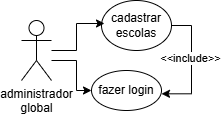 cadastrar
escolas
<<include>>
fazer login
administrador
global